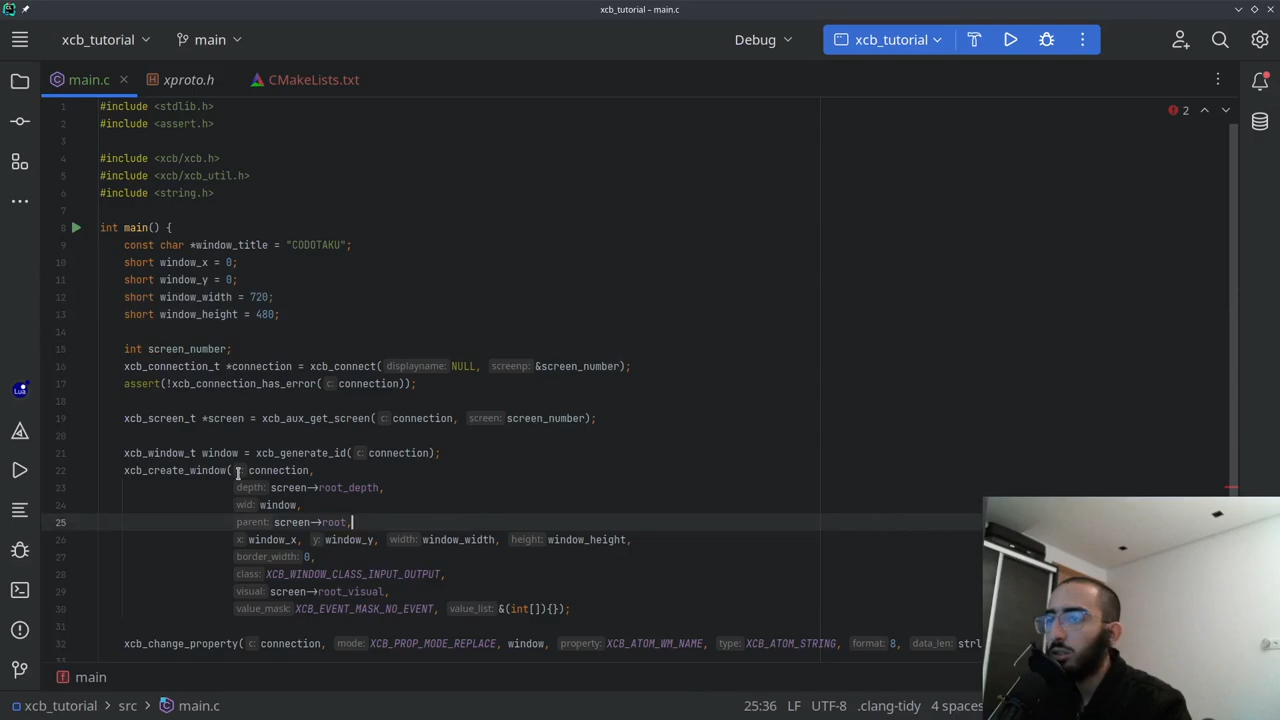 xcb_tutorial – main.c
xcb_tutorial main Debug xcb_tutorial
main.c xproto.h CMakeLists.txt
1 #include <stdlib.h> 2
2 #include <assert.h>
3
4 #include <xcb/xcb.h>
5 #include <xcb/xcb_util.h>
6 #include <string.h>
7
8 int main() {
9 const char *window_title = "CODOTAKU";
10 short window_x = 0;
11 short window_y = 0;
12 short window_width = 720;
13 short window_height = 480;
14
15 int screen_number;
16 xcb_connection_t *connection = xcb_connect( displayname: NULL, screenp: &screen_number);
17 assert(!xcb_connection_has_error( c: connection));
18
19 xcb_screen_t *screen = xcb_aux_get_screen( c: connection, screen: screen_number);
20
21 xcb_window_t window = xcb_generate_id( c: connection);
22 xcb_create_window( c: connection,
23 depth: screen→root_depth,
24 wid: window,
25 parent: screen→root,
26 x: window_x, y: window_y, width: window_width, height: window_height,
27 border_width: 0,
28 class: XCB_WINDOW_CLASS_INPUT_OUTPUT,
29 visual: screen→root_visual,
30 value_mask: XCB_EVENT_MASK_NO_EVENT, value_list: &(int[]){});
31
32 xcb_change_property( c: connection, mode: XCB_PROP_MODE_REPLACE, window, property: XCB_ATOM_WM_NAME, type: XCB_ATOM_STRING, format: 8, data_len: strl
Lua
main
xcb_tutorial src main.c 25:36 LF UTF-8 .clang-tidy 4 spaces